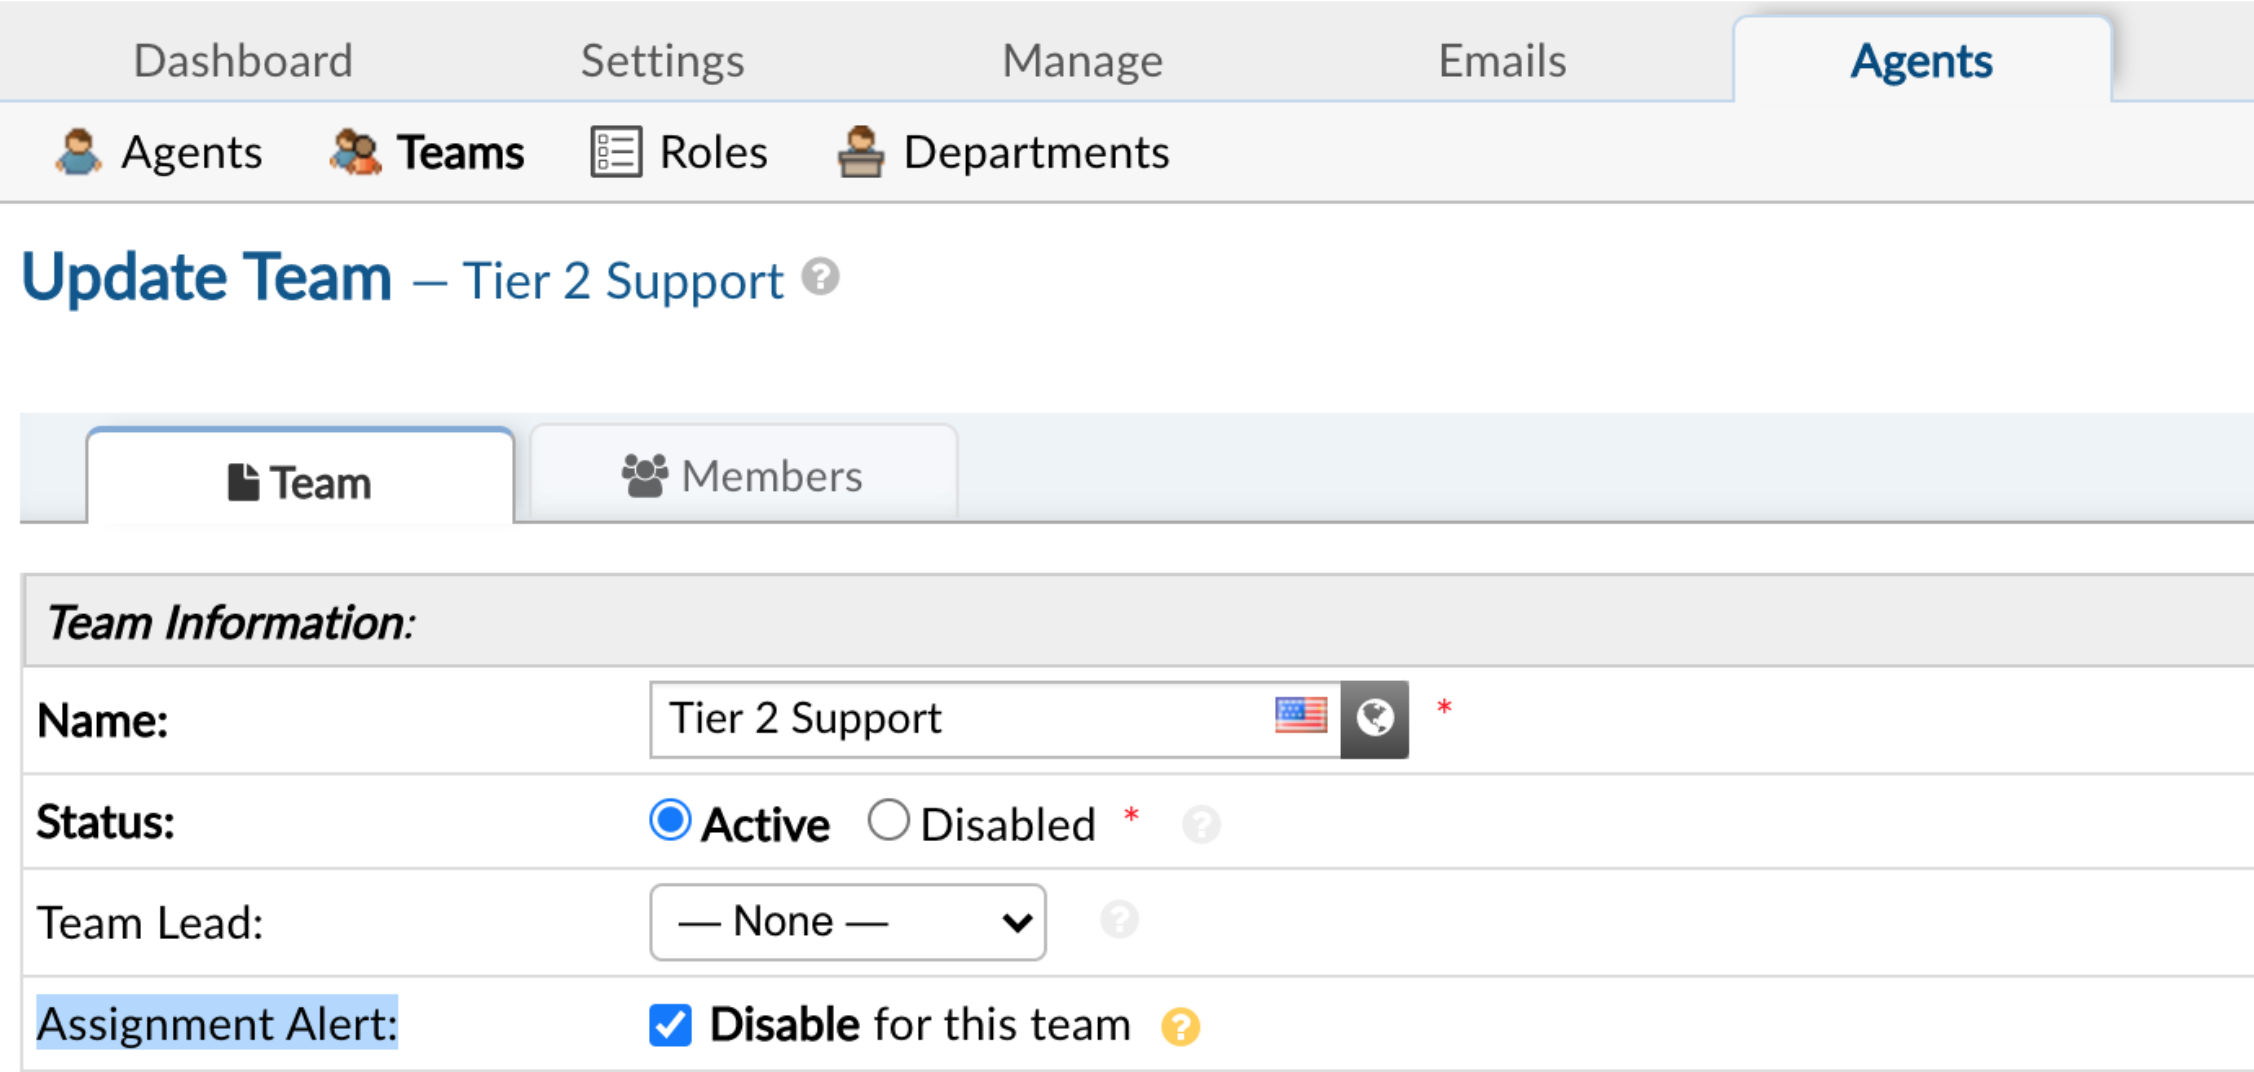 Dashboard Settings Manage Emails Agents
Agents Teams Roles Departments
Update Team — Tier 2 Support ?
Team Members
Team Information:
Name: Tier 2 Support *
Status: Active Disabled * ?
Team Lead: — None — ?
Assignment Alert: Disable for this team ?